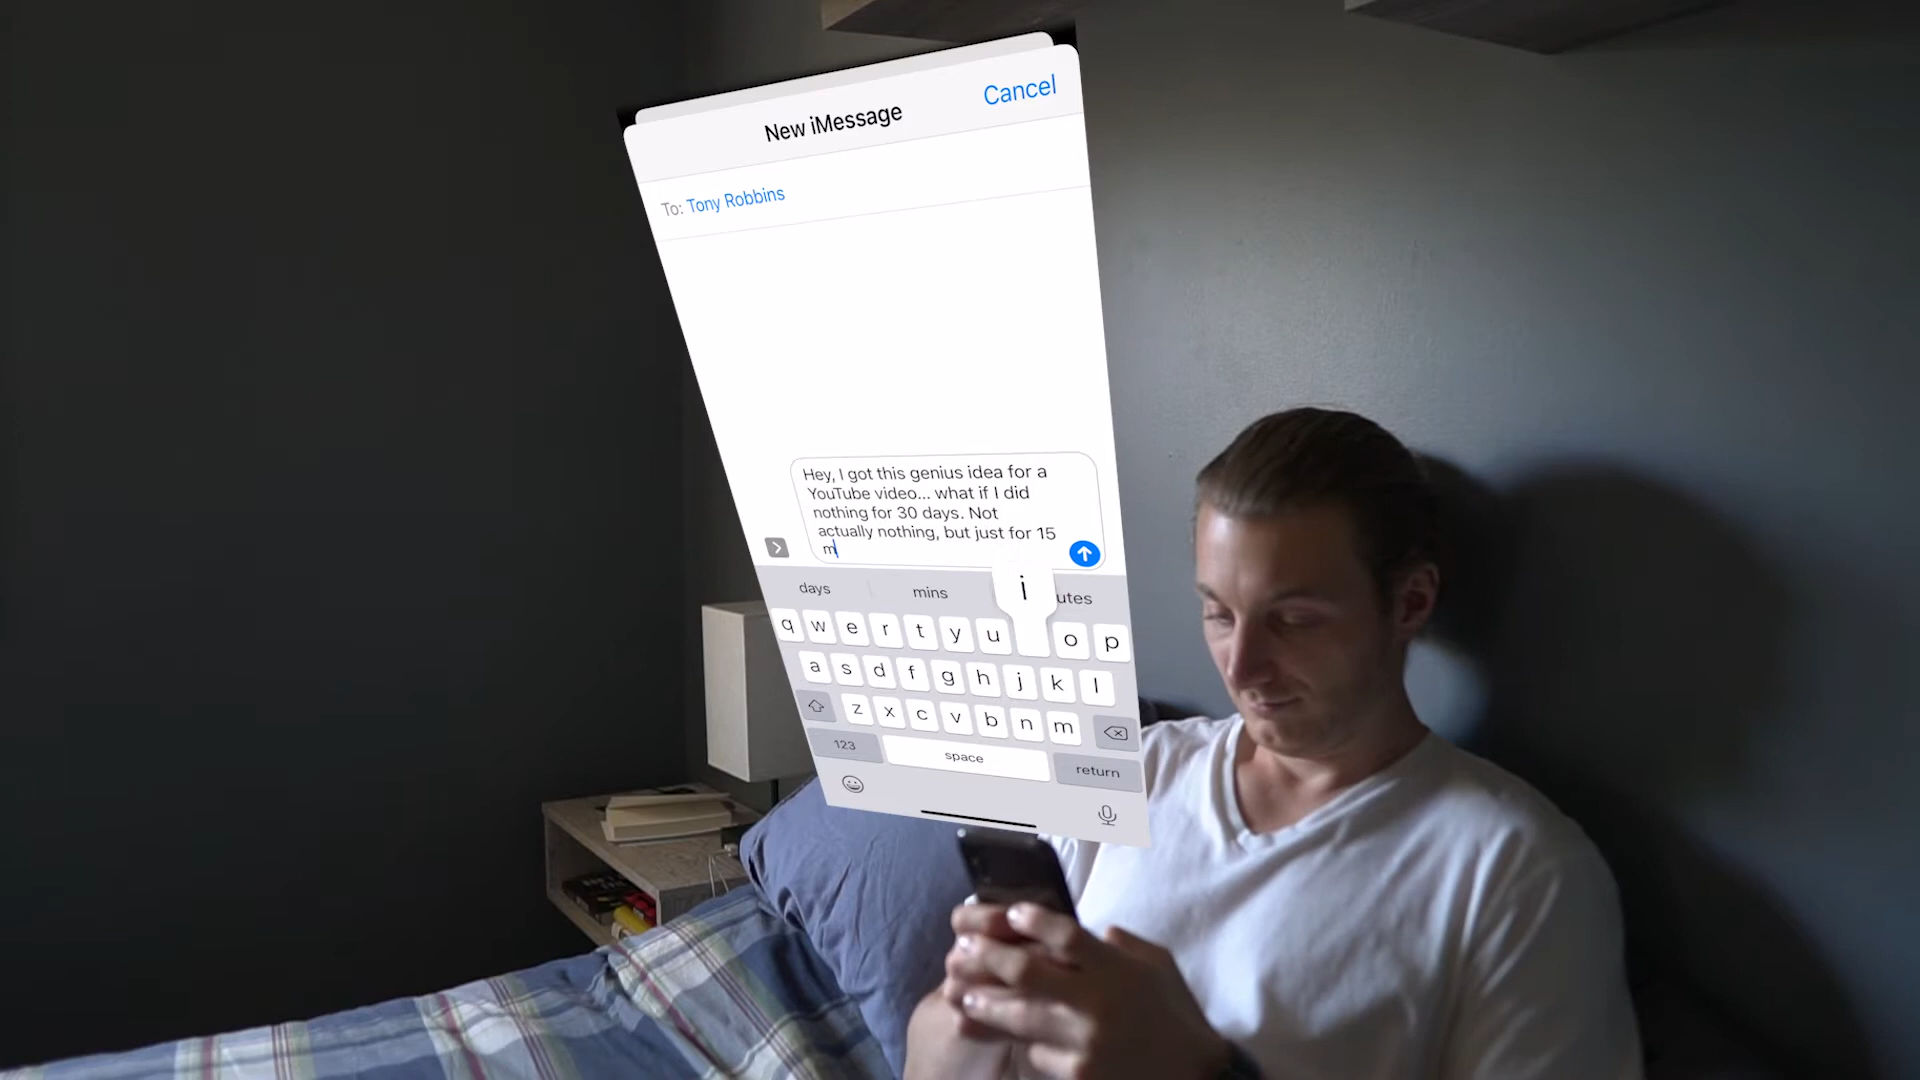 New iMessage
Cancel
To: Tony Robbins
Hey, I got this genius idea for a
YouTube video... what if I did
nothing for 30 days. Not
actually nothing, but just for 15
m
days mins utes
i
q w e r t y u o p
a s d f g h j k l
z x c v b n m
123 space return